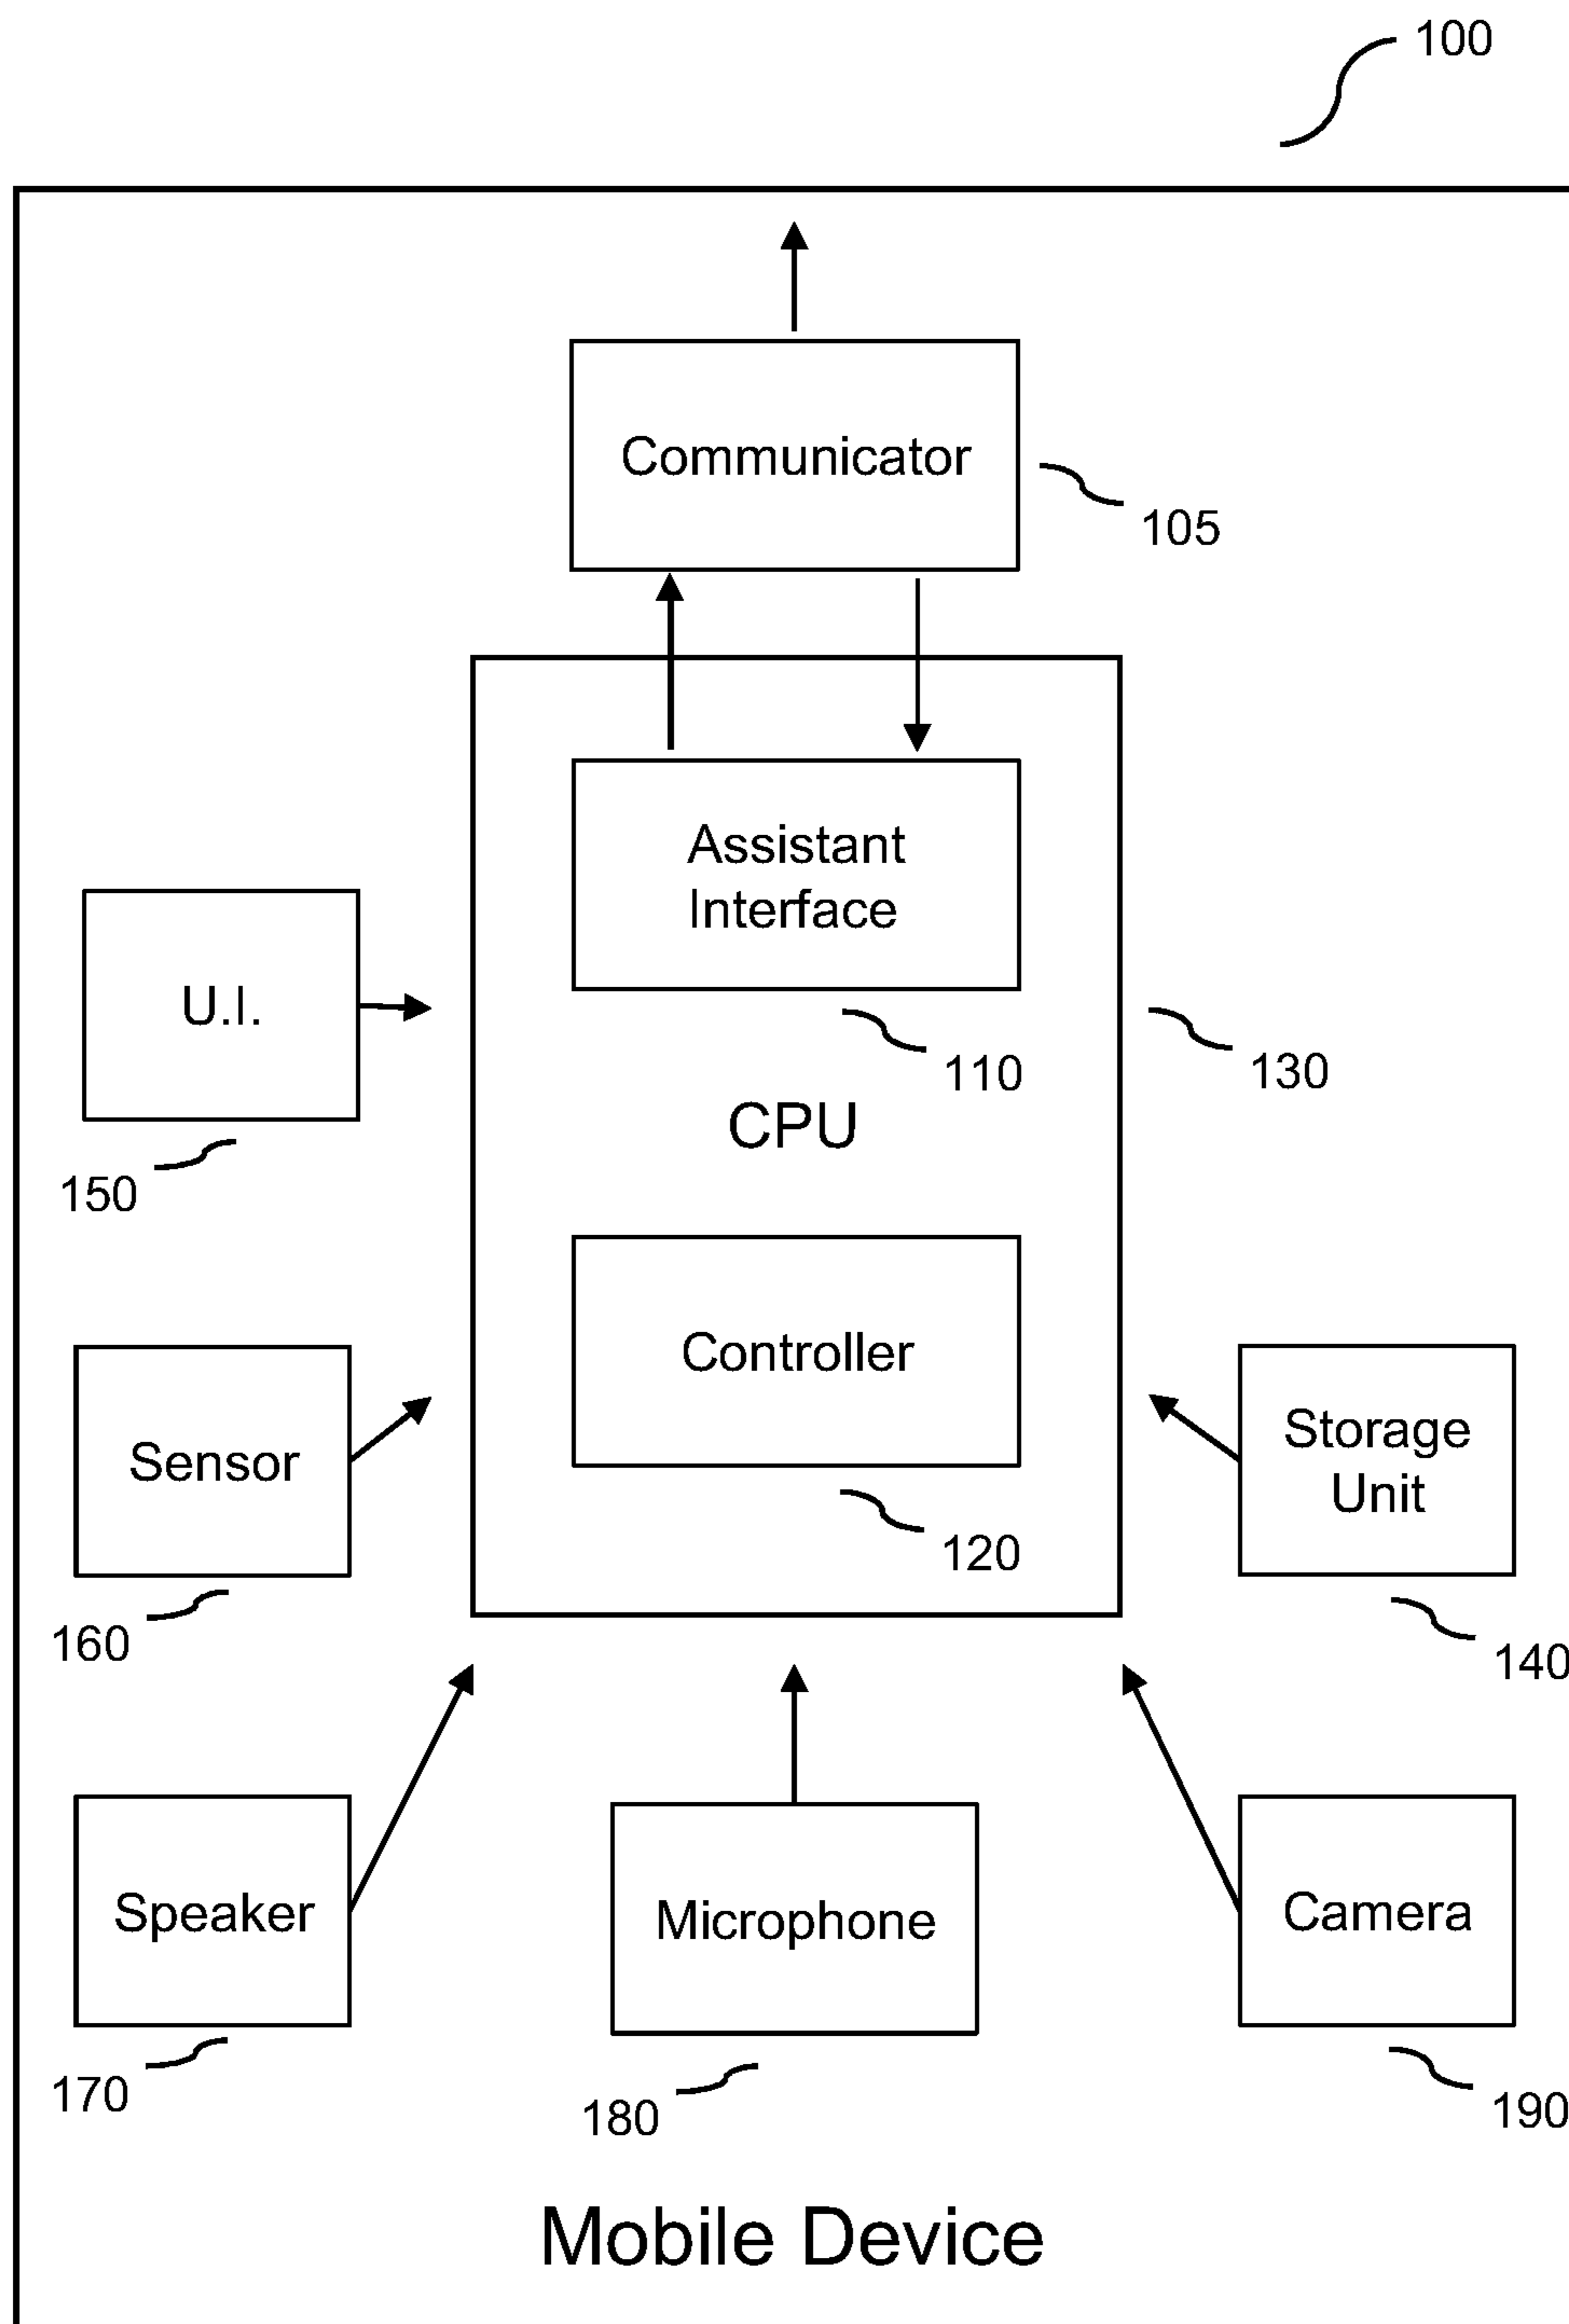 100
Communicator
105
Assistant
Interface
U.I.
110
130
CPU
150
Controller
Sensor
Storage
Unit
120
160
140
Speaker
Microphone
Camera
170
180
190
Mobile Device